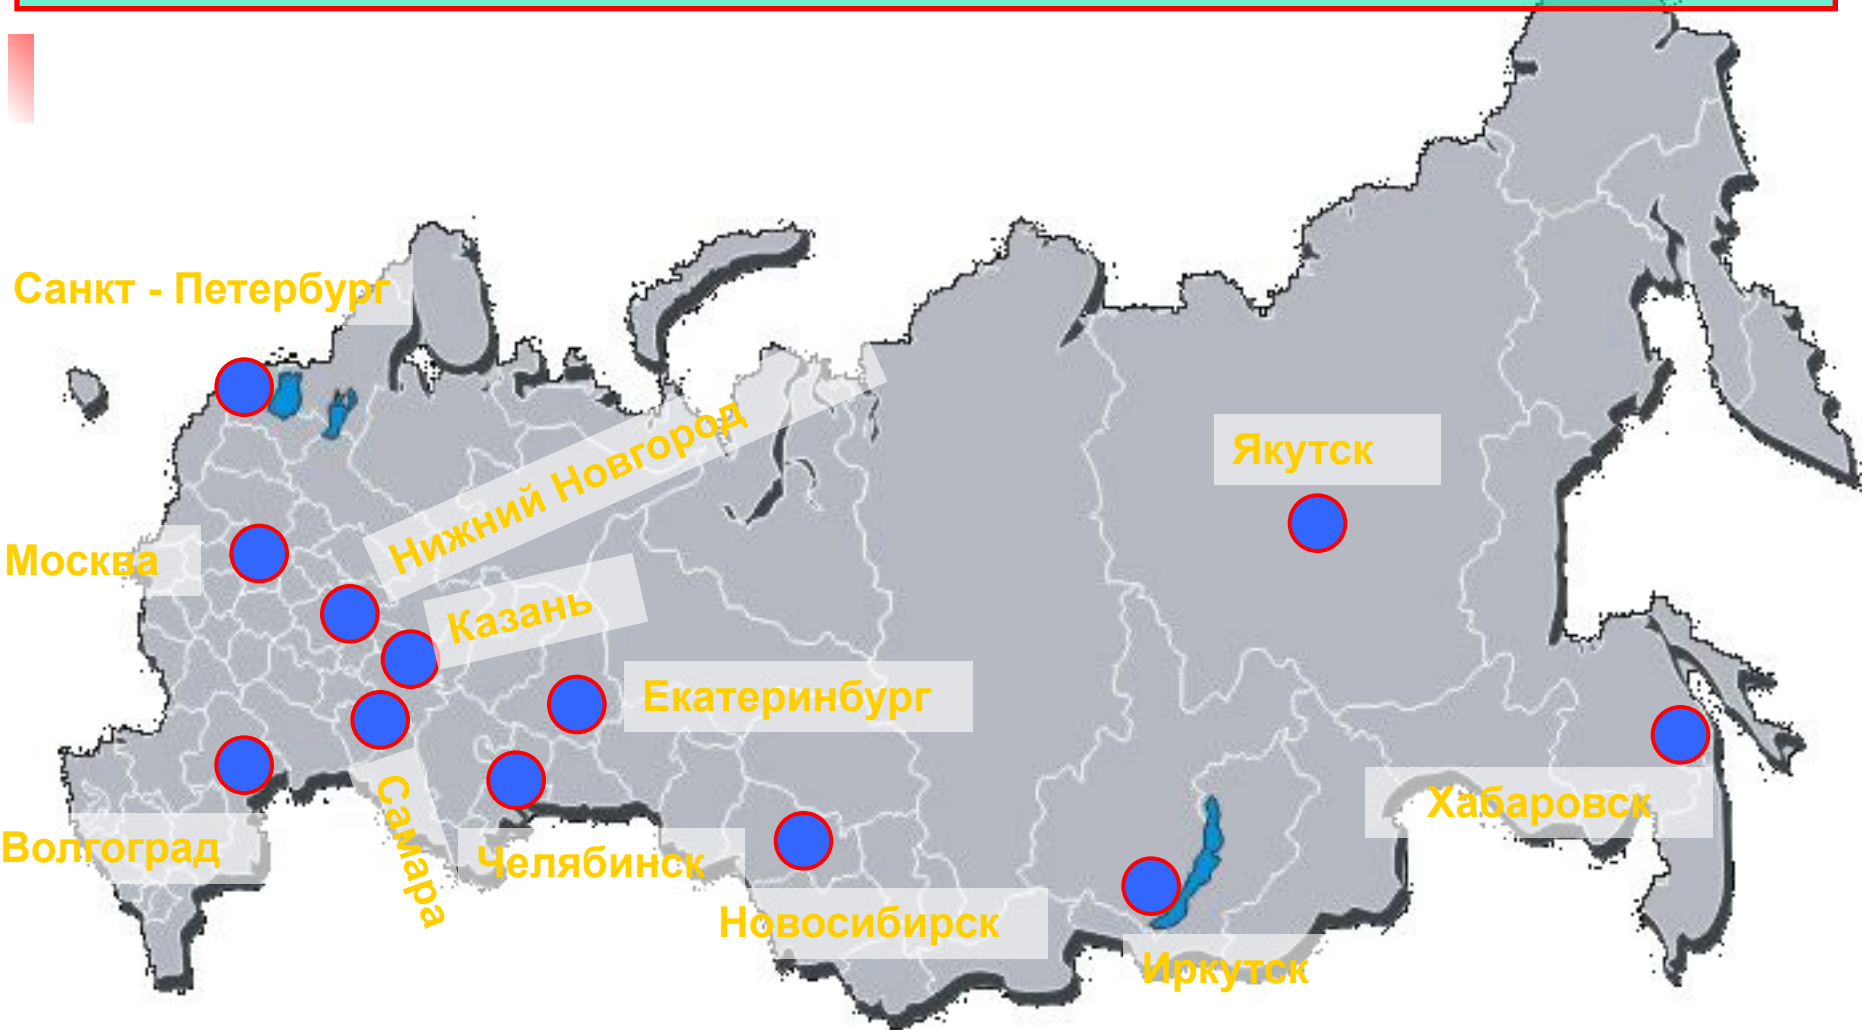 Санкт - Петербург
Нижний Новгород
Якутск
Москва
Казань
Екатеринбург
Хабаровск
Самара
Волгоград
Челябинск
Новосибирск
Иркутск